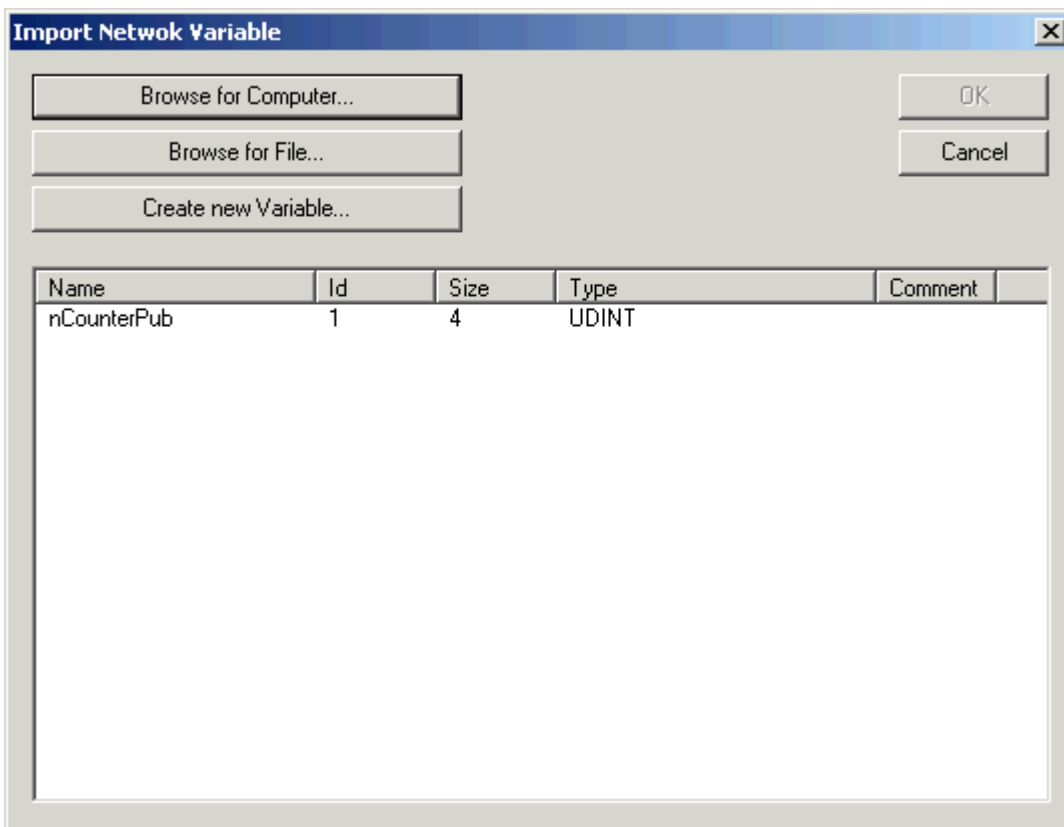 Import Netwok Variable
Browse for Computer...
OK
Browse for File...
Cancel
Create new Variable...
Name Id Size Type Comment
nCounterPub 1 4 UDINT